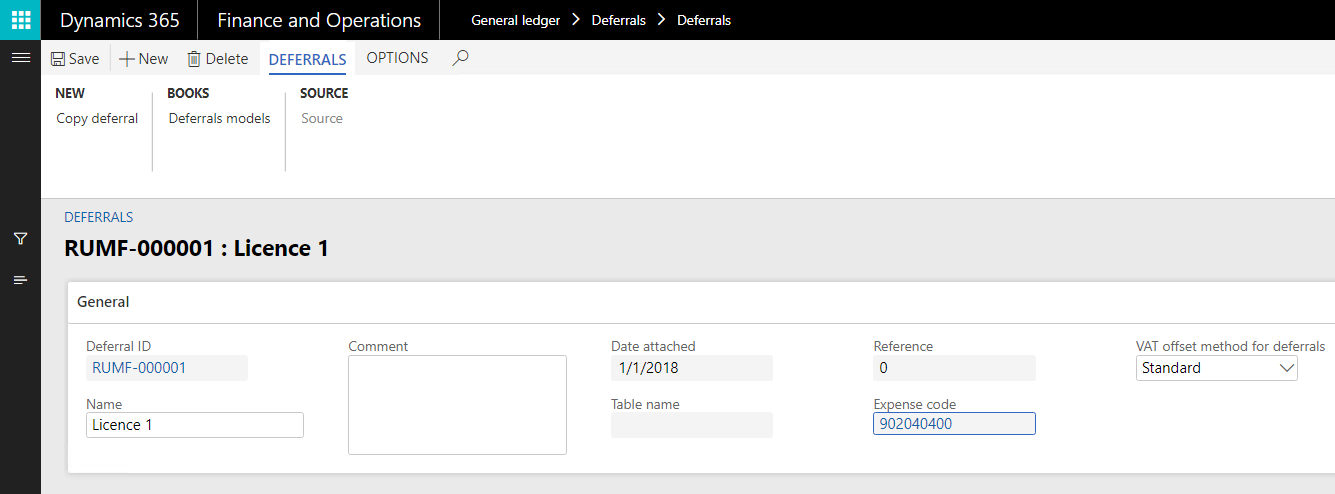 Dynamics 365 Finance and Operations General ledger > Deferrals > Deferrals
Save New Delete DEFERRALS OPTIONS
NEW BOOKS SOURCE
Copy deferral Deferrals models Source
DEFERRALS
RUMF-000001 : Licence 1
General
Deferral ID Comment Date attached Reference VAT offset method for deferrals
RUMF-000001 1/1/2018 0 Standard
Name Table name Expense code
Licence 1 902040400